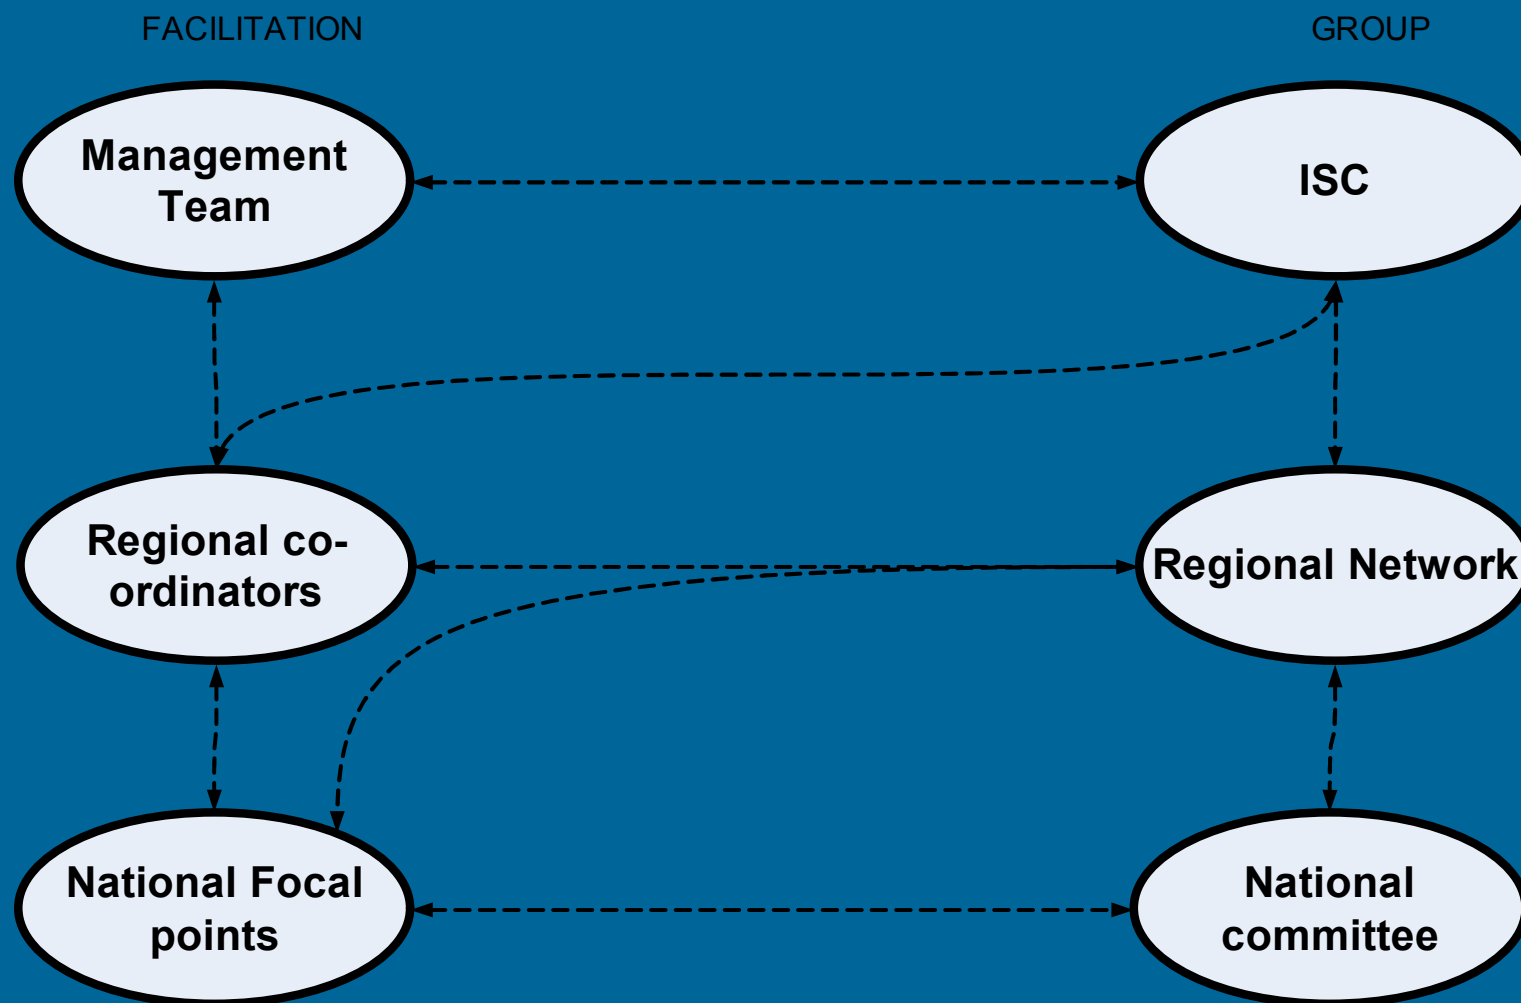 FACILITATION
GROUP
Management
Team
ISC
Regional co-
ordinators
Regional Network
National Focal
points
National
committee